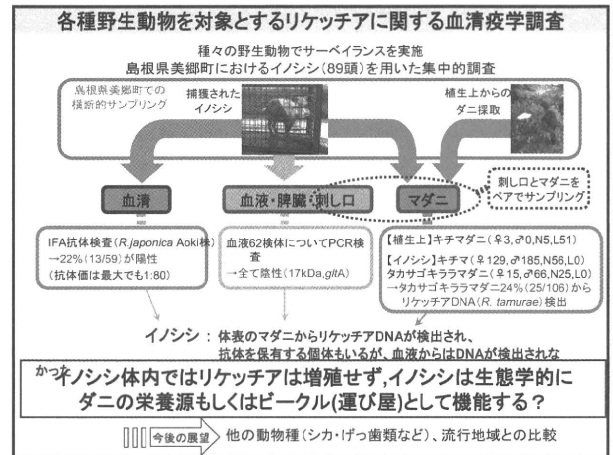 各種野生動物を対象とするリケッチアに関する血清疫学調査
種々の野生動物でサーベイランスを実施
島根県美郷町におけるイノシシ(89頭)を用いた集中的調査
島根県美郷町での
横断的サンプリング
捕獲された
イノシシ
植生上からの
ダニ採取
血清
血液・脾臓・刺し口
マダニ
刺し口とマダニを
ペアでサンプリング
IFA抗体検査(R.japonica Aoki株)
→22%(13/59)が陽性
(抗体価は最大でも1:80)
血液62検体についてPCR検
査
→全て陰性(17kDa,gltA)
【植生上】キチマダニ(♀3,♂0,N5,L51)
【イノシシ】キチマ(♀129,♂185,N56,L0)
タカサゴキララマダニ(♀15,♂66,N25,L0)
→タカサゴキララマダニ24%(25/106)から
リケッチアDNA(R. tamurae)検出
イノシシ : 体表のマダニからリケッチアDNAが検出され、
抗体を保有する個体もいるが、血液からはDNAが検出されな
かった
イノシシ体内ではリケッチアは増殖せず,イノシシは生態学的に
ダニの栄養源もしくはビークル(運び屋)として機能する?
今後の展望
他の動物種(シカ・げっ歯類など)、流行地域との比較